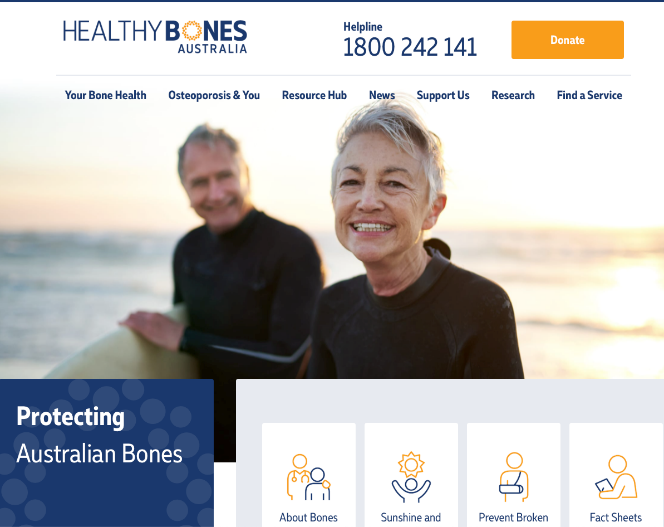 HEALTHY BONES
AUSTRALIA
Helpline
1800 242 141
Donate
Your Bone Health Osteoporosis & You Resource Hub News Support Us Research Find a Service
Protecting
Australian Bones
About Bones Sunshine and Prevent Broken Fact Sheets